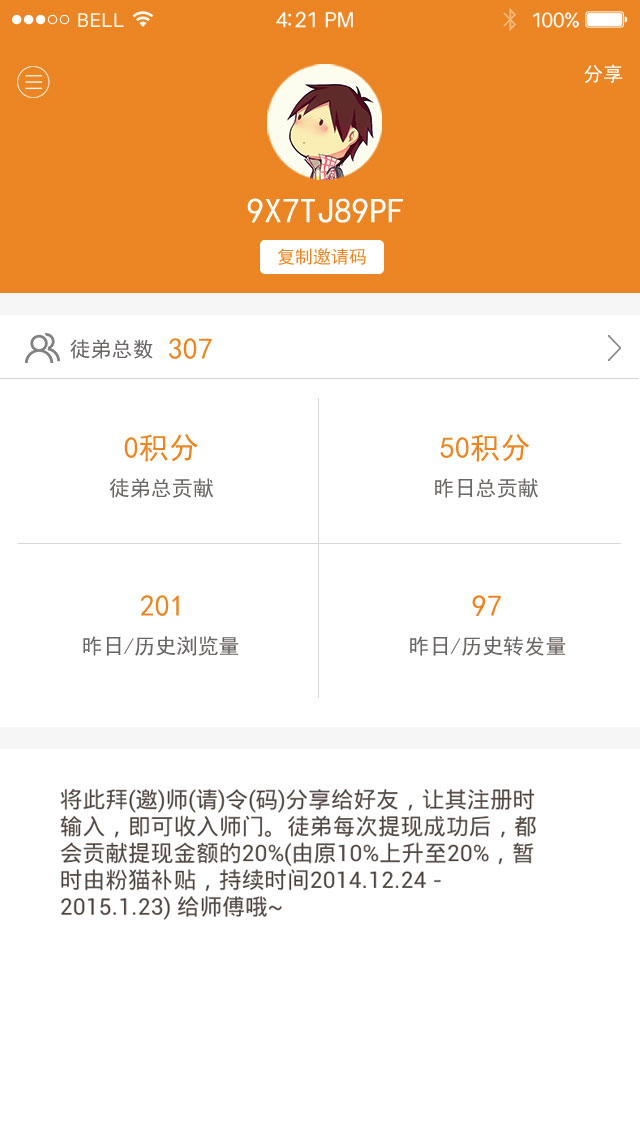 BELL 4:21 PM 100%
分享
9X7TJ89PF
复制邀请码
徒弟总数 307
0积分 50积分
徒弟总贡献 昨日总贡献
201 97
昨日/历史浏览量 昨日/历史转发量
将此拜(邀)师(请)令(码)分享给好友，让其注册时
输入，即可收入师门。徒弟每次提现成功后，都
会贡献提现金额的20%(由原10%上升至20%，暂
时由粉猫补贴，持续时间2014.12.24 -
2015.1.23) 给师傅哦~